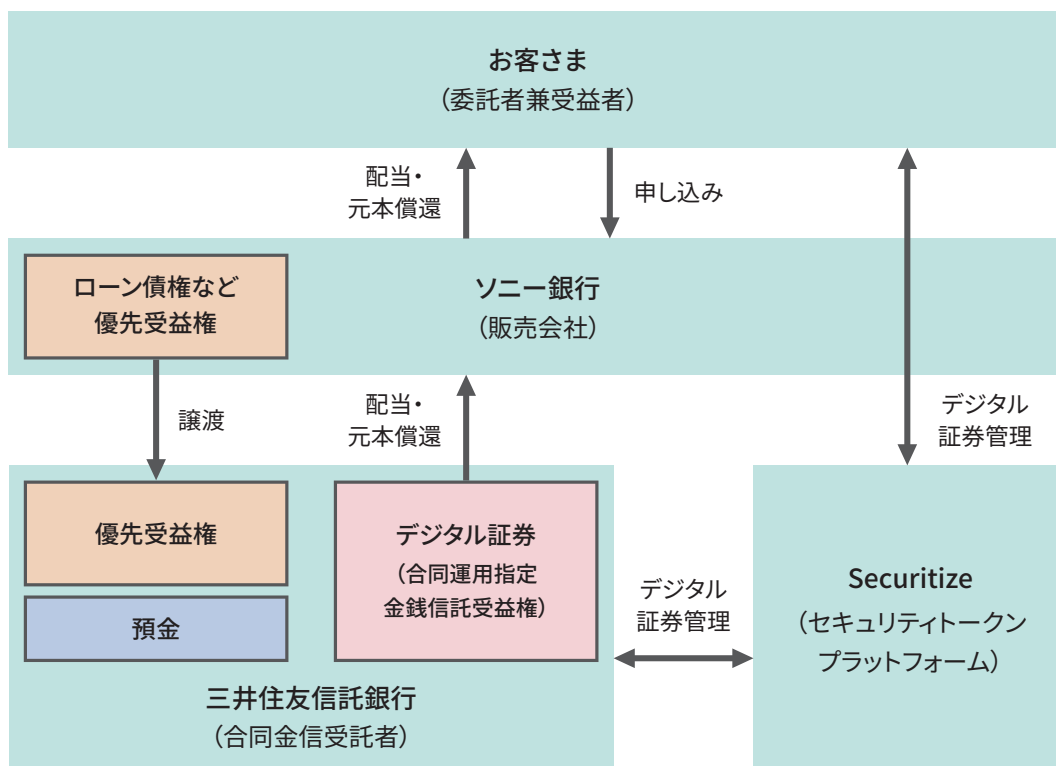 お客さま
（委託者兼受益者）
配当・
元本償還
申し込み
ローン債権など
優先受益権
ソニー銀行
（販売会社）
譲渡
配当・
元本償還
デジタル
証券管理
優先受益権
預金
デジタル証券
（合同運用指定
金銭信託受益権）
三井住友信託銀行
（合同金信受託者）
デジタル
証券管理
Securitize
（セキュリティトークン
プラットフォーム）